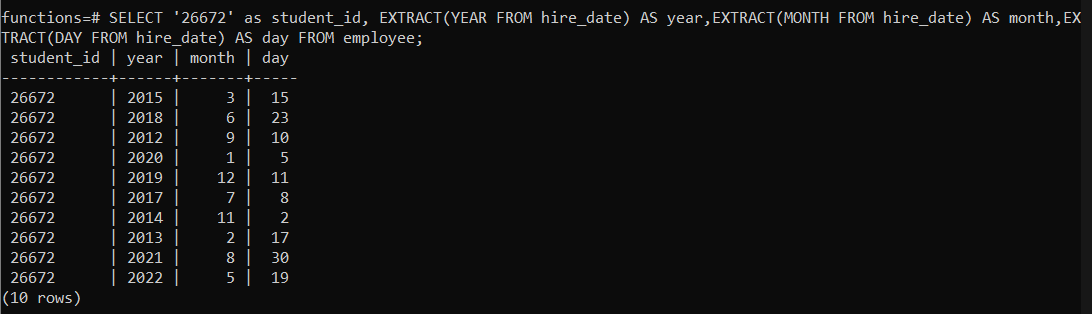 functions=# SELECT '26672' as student_id, EXTRACT(YEAR FROM hire_date) AS year,EXTRACT(MONTH FROM hire_date) AS month,EX
TRACT(DAY FROM hire_date) AS day FROM employee;
 student_id | year | month | day
------------+------+-------+-----
 26672      | 2015 |     3 |  15
 26672      | 2018 |     6 |  23
 26672      | 2012 |     9 |  10
 26672      | 2020 |     1 |   5
 26672      | 2019 |    12 |  11
 26672      | 2017 |     7 |   8
 26672      | 2014 |    11 |   2
 26672      | 2013 |     2 |  17
 26672      | 2021 |     8 |  30
 26672      | 2022 |     5 |  19
(10 rows)